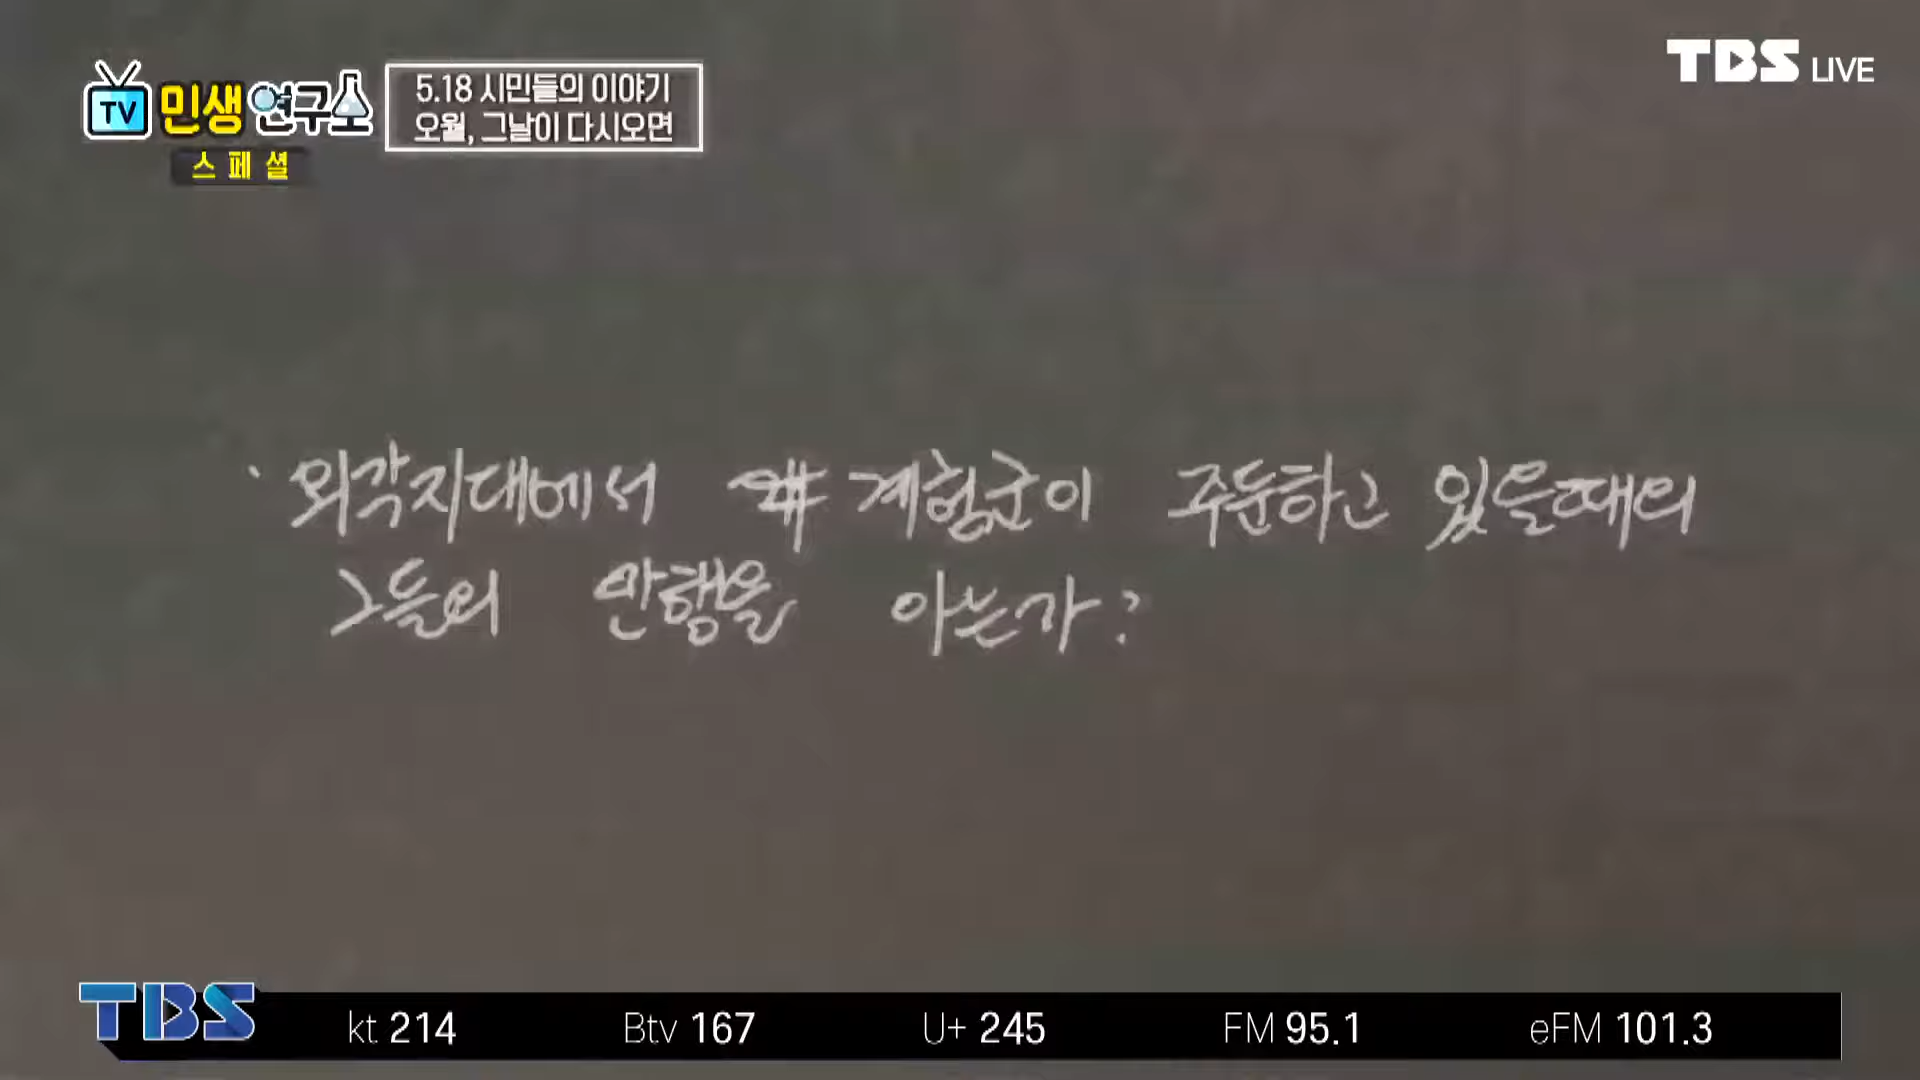 TV 민생연구소
스페셜
5.18 시민들의 이야기
오월, 그날이 다시오면
TBS LIVE
외각지대에서 계험군이 주둔하고 있을때의
그들의 만행을 아는가?
TBS kt 214 Btv 167 U+ 245 FM 95.1 eFM 101.3